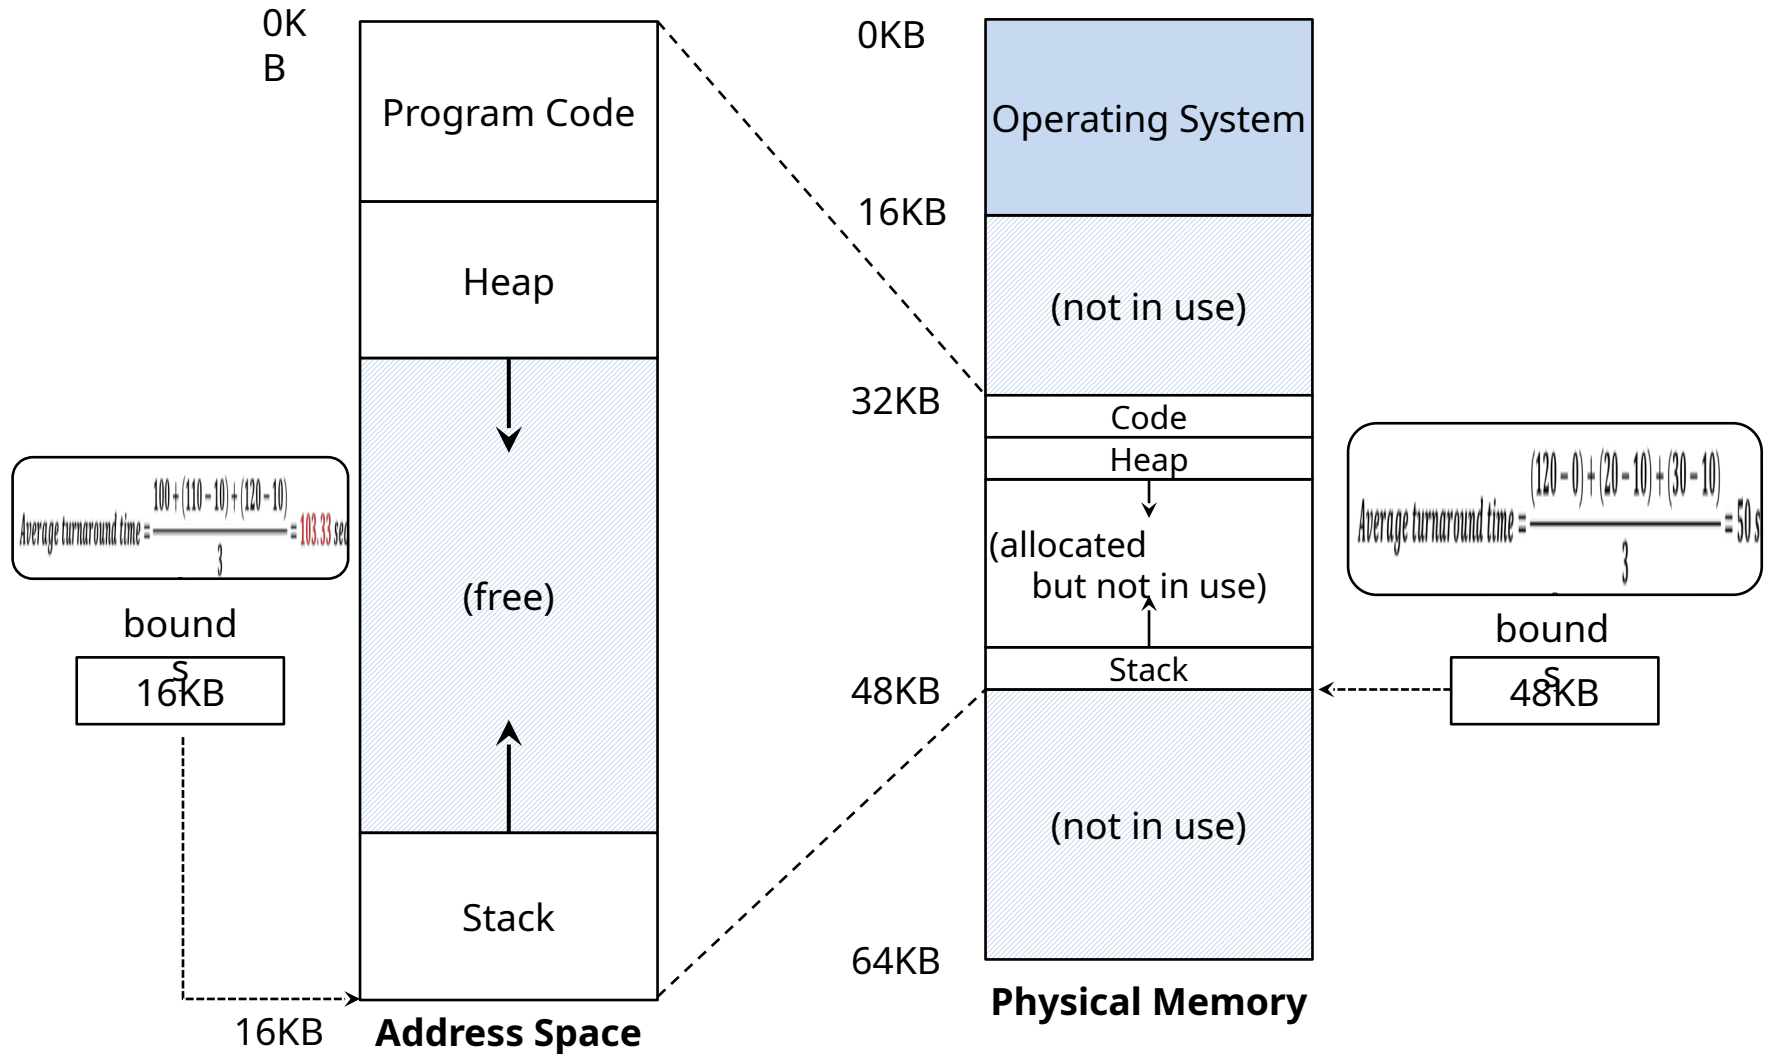 0K
B
Program Code
Heap
(free)
Stack
16KB
Address Space
Average turnaround time = \frac{100 + (110 − 10) + (120 − 10)}{3} = 103.33 sec
bound
s
16KB
0KB
Operating System
16KB
(not in use)
32KB
Code
Heap
(allocated
but not in use)
Stack
48KB
(not in use)
64KB
Physical Memory
Average turnaround time = \frac{(120 − 0) + (20 − 10) + (30 − 10)}{3} = 50 s
bound
s
48KB